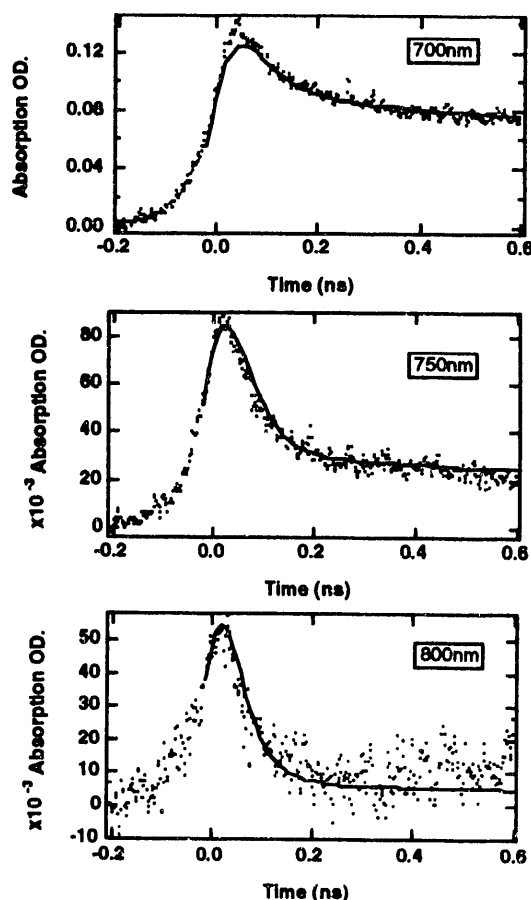 0.12
0.08
0.04
0.00
Absorption OD.
700nm
-0.2 0.0 0.2 0.4 0.6
Time (ns)
80
60
40
20
0
x10⁻³ Absorption OD.
750nm
-0.2 0.0 0.2 0.4 0.6
Time (ns)
50
40
30
20
10
0
-10
x10⁻³ Absorption OD.
800nm
-0.2 0.0 0.2 0.4 0.6
Time (ns)